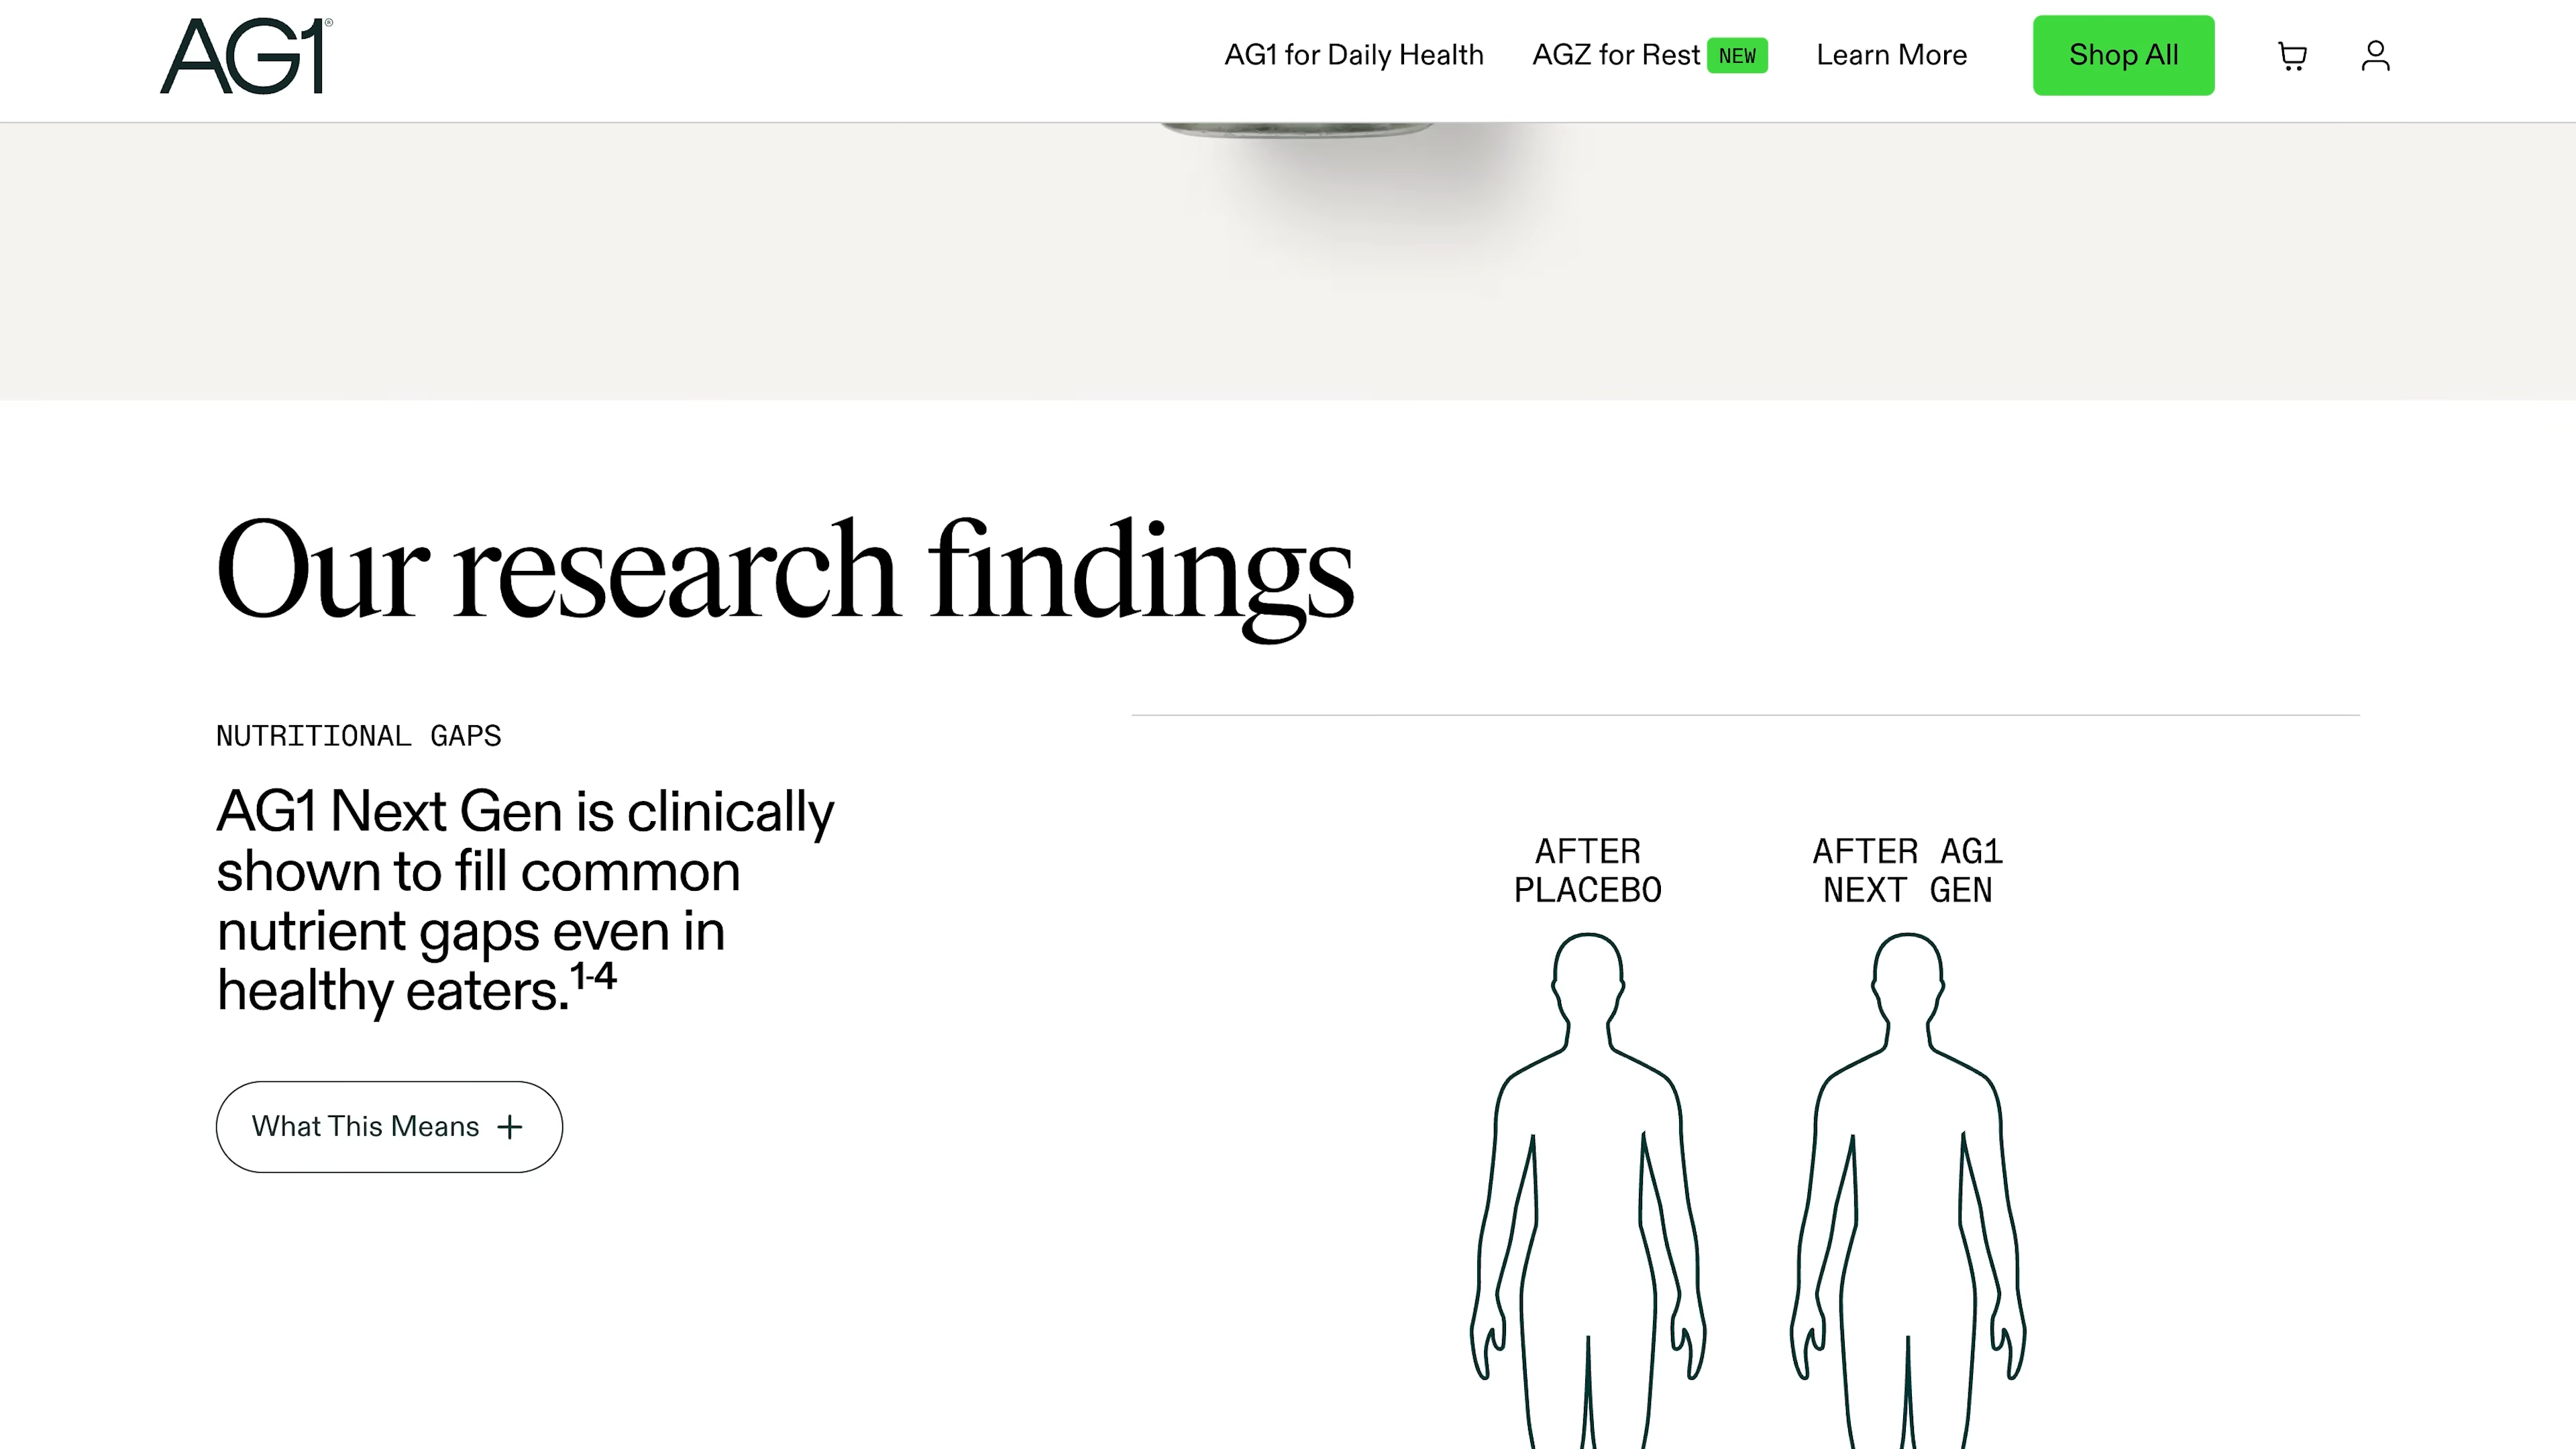 AG1®
AG1 for Daily Health
AGZ for Rest NEW
Learn More
Shop All
Our research findings
NUTRITIONAL GAPS
AG1 Next Gen is clinically
shown to fill common
nutrient gaps even in
healthy eaters.1-4
What This Means +
AFTER
PLACEBO
AFTER AG1
NEXT GEN